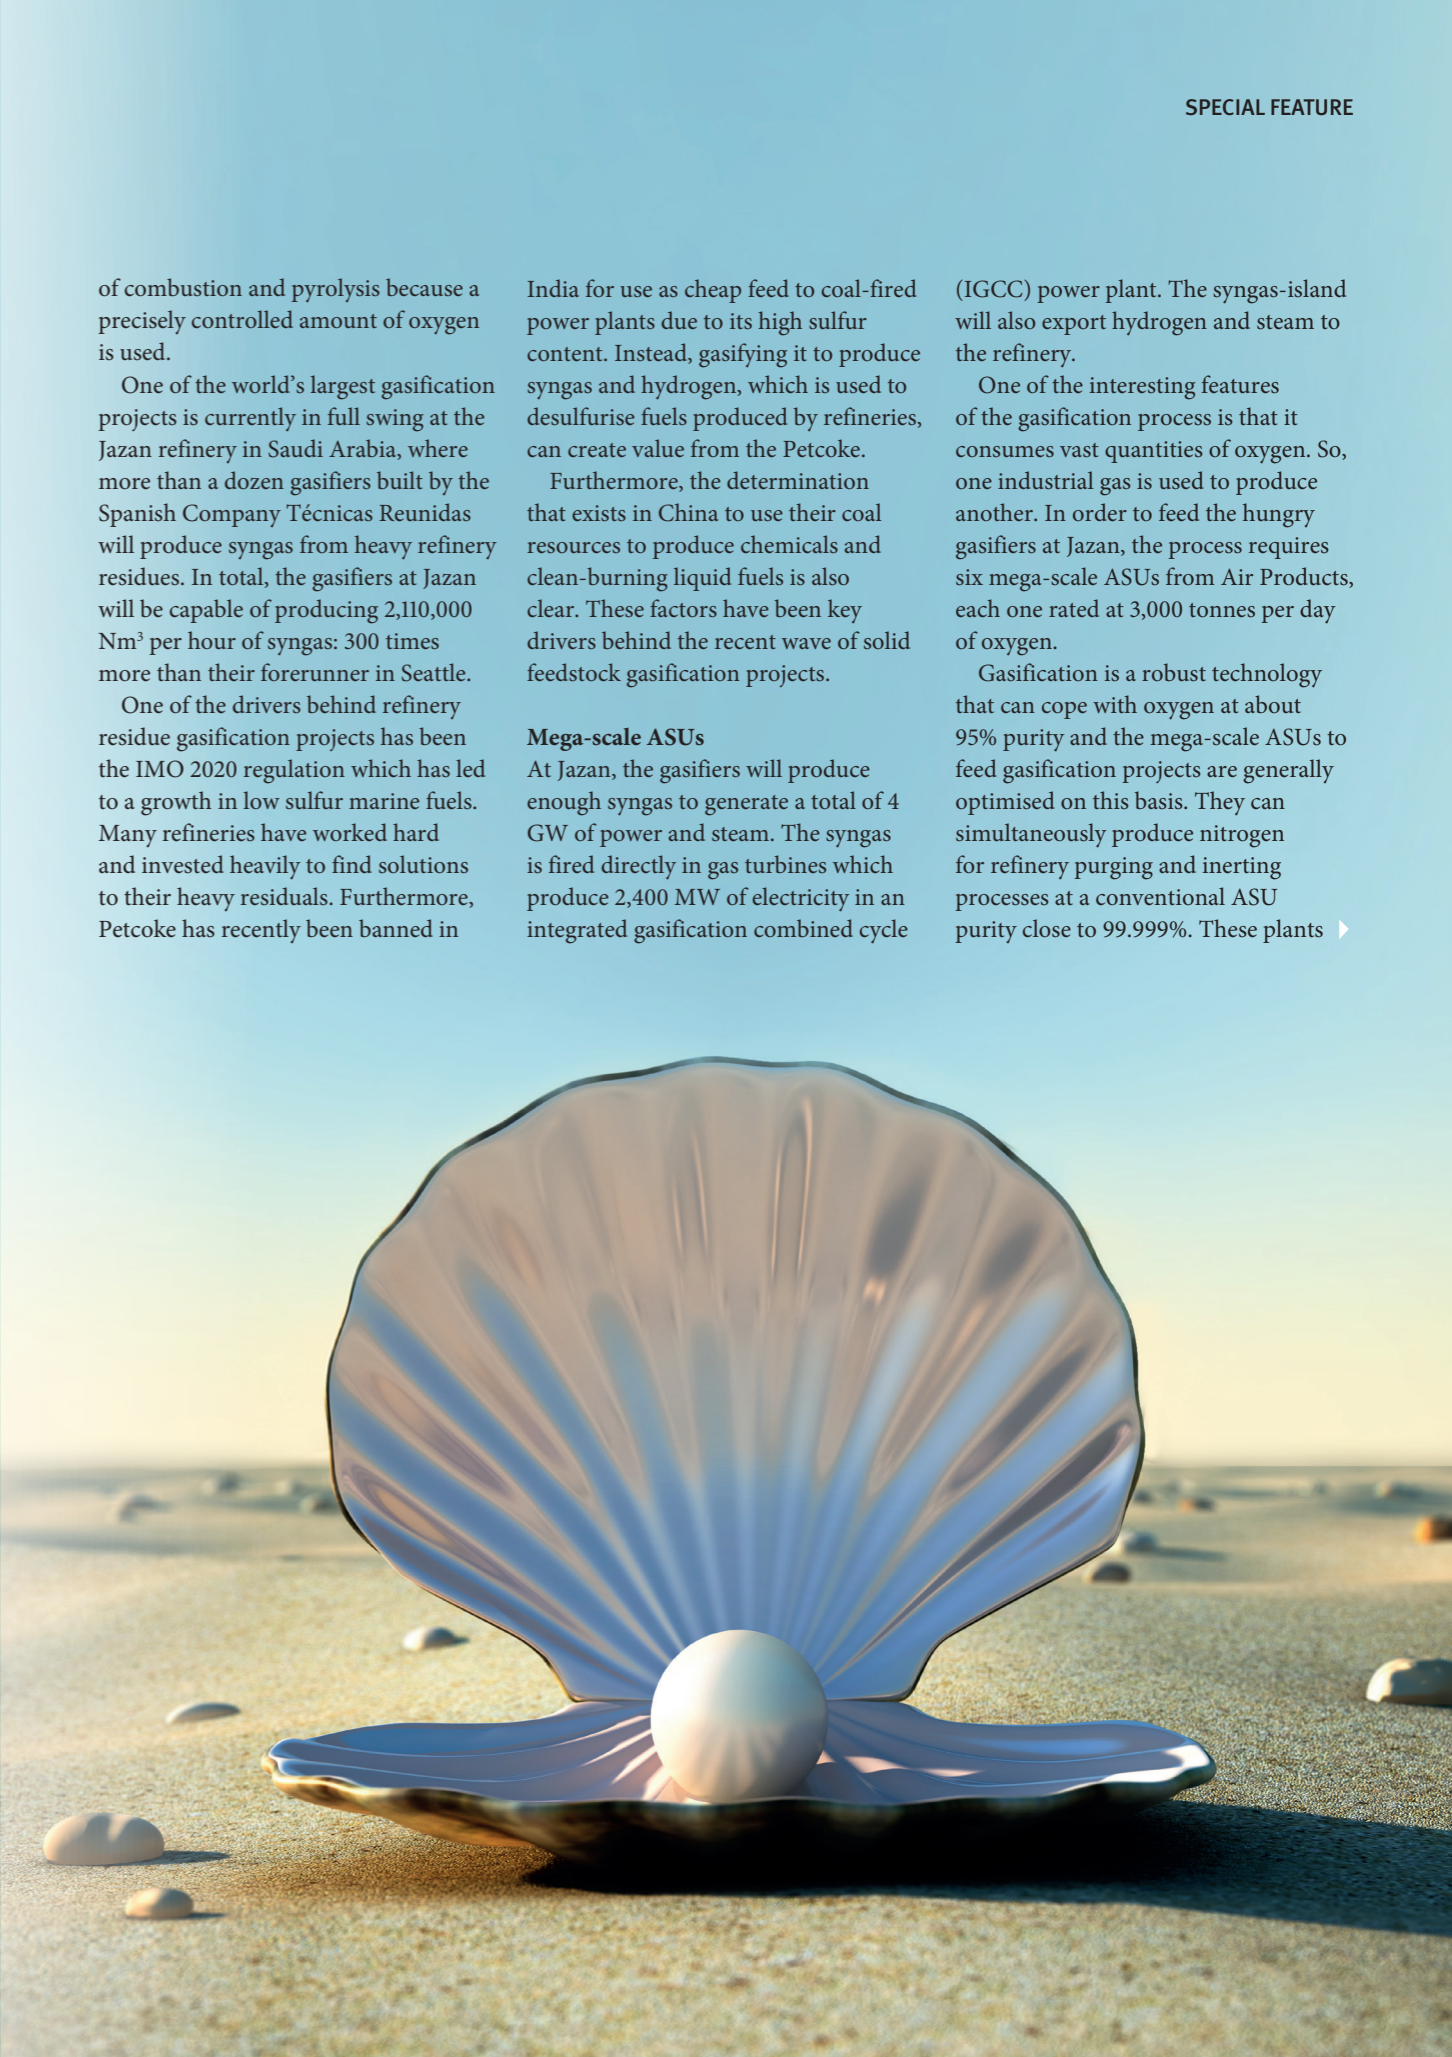 SPECIAL FEATURE
of combustion and pyrolysis because a
precisely controlled amount of oxygen
is used.
One of the world's largest gasification
projects is currently in full swing at the
Jazan refinery in Saudi Arabia, where
more than a dozen gasifiers built by the
Spanish Company Técnicas Reunidas
will produce syngas from heavy refinery
residues. In total, the gasifiers at Jazan
will be capable of producing 2,110,000
Nm³ per hour of syngas: 300 times
more than their forerunner in Seattle.
One of the drivers behind refinery
residue gasification projects has been
the IMO 2020 regulation which has led
to a growth in low sulfur marine fuels.
Many refineries have worked hard
and invested heavily to find solutions
to their heavy residuals. Furthermore,
Petcoke has recently been banned in
India for use as cheap feed to coal-fired
power plants due to its high sulfur
content. Instead, gasifying it to produce
syngas and hydrogen, which is used to
desulfurise fuels produced by refineries,
can create value from the Petcoke.
Furthermore, the determination
that exists in China to use their coal
resources to produce chemicals and
clean-burning liquid fuels is also
clear. These factors have been key
drivers behind the recent wave of solid
feedstock gasification projects.
Mega-scale ASUs
At Jazan, the gasifiers will produce
enough syngas to generate a total of 4
GW of power and steam. The syngas
is fired directly in gas turbines which
produce 2,400 MW of electricity in an
integrated gasification combined cycle
(IGCC) power plant. The syngas-island
will also export hydrogen and steam to
the refinery.
One of the interesting features
of the gasification process is that it
consumes vast quantities of oxygen. So,
one industrial gas is used to produce
another. In order to feed the hungry
gasifiers at Jazan, the process requires
six mega-scale ASUs from Air Products,
each one rated at 3,000 tonnes per day
of oxygen.
Gasification is a robust technology
that can cope with oxygen at about
95% purity and the mega-scale ASUs to
feed gasification projects are generally
optimised on this basis. They can
simultaneously produce nitrogen
for refinery purging and inerting
processes at a conventional ASU
purity close to 99.999%. These plants